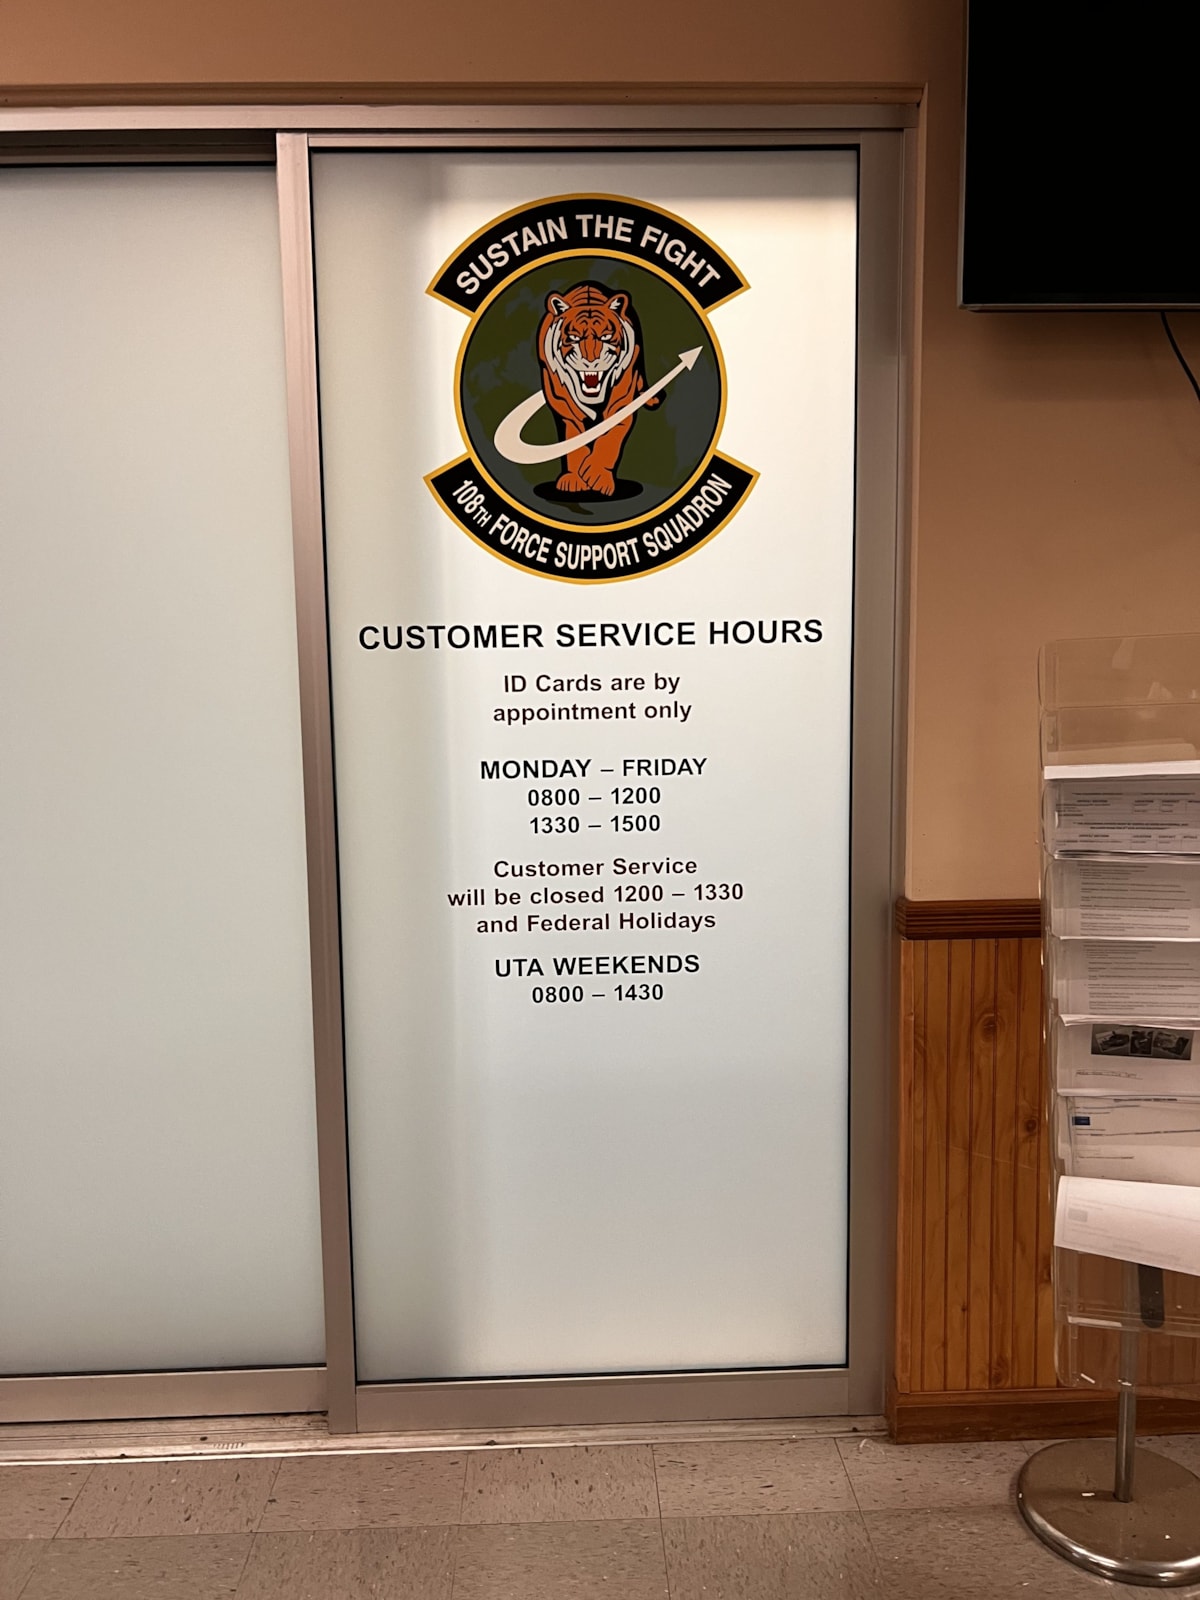 SUSTAIN THE FIGHT
108TH FORCE SUPPORT SQUADRON
CUSTOMER SERVICE HOURS
ID Cards are by
appointment only
MONDAY – FRIDAY
0800 – 1200
1330 – 1500
Customer Service
will be closed 1200 – 1330
and Federal Holidays
UTA WEEKENDS
0800 – 1430